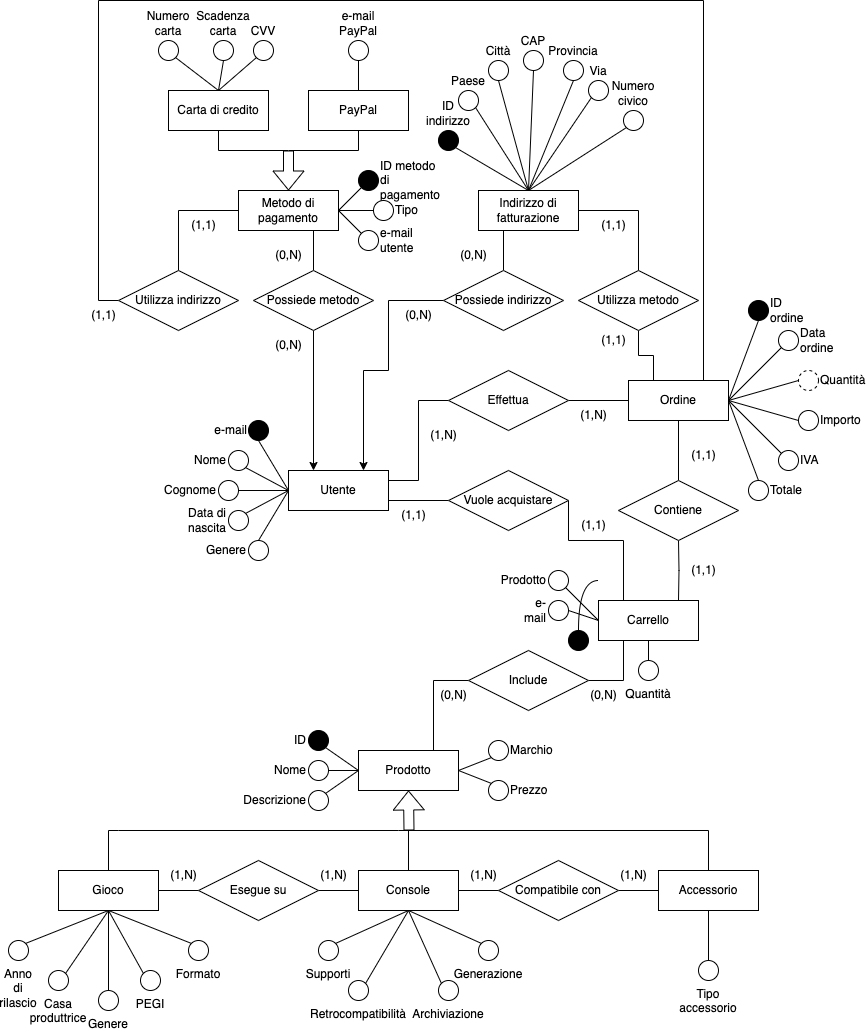 Numero
carta
Scadenza
carta
CVV
e-mail
PayPal
Carta di credito
PayPal
CAP
Città
Provincia
Via
Paese
Numero
civico
ID
indirizzo
ID metodo
di
pagamento
Tipo
e-mail
utente
Metodo di
pagamento
Indirizzo di
fatturazione
(1,1)
(0,N)
(0,N)
(1,1)
Utilizza indirizzo
Possiede metodo
Possiede indirizzo
Utilizza metodo
(1,1)
(0,N)
(0,N)
(1,1)
ID
ordine
Data
ordine
Quantità
Importo
IVA
Totale
Effettua
Ordine
(1,N)
(1,N)
e-mail
Nome
Cognome
Data di
nascita
Genere
Utente
Vuole acquistare
(1,1)
(1,1)
(1,1)
Contiene
(1,1)
Prodotto
e-
mail
Carrello
Quantità
Include
(0,N)
(0,N)
ID
Nome
Descrizione
Prodotto
Marchio
Prezzo
Gioco
(1,N)
Esegue su
(1,N)
Console
(1,N)
Compatibile con
(1,N)
Accessorio
Anno
di
rilascio
Casa
produttrice
Genere
PEGI
Formato
Supporti
Retrocompatibilità
Archiviazione
Generazione
Tipo
accessorio